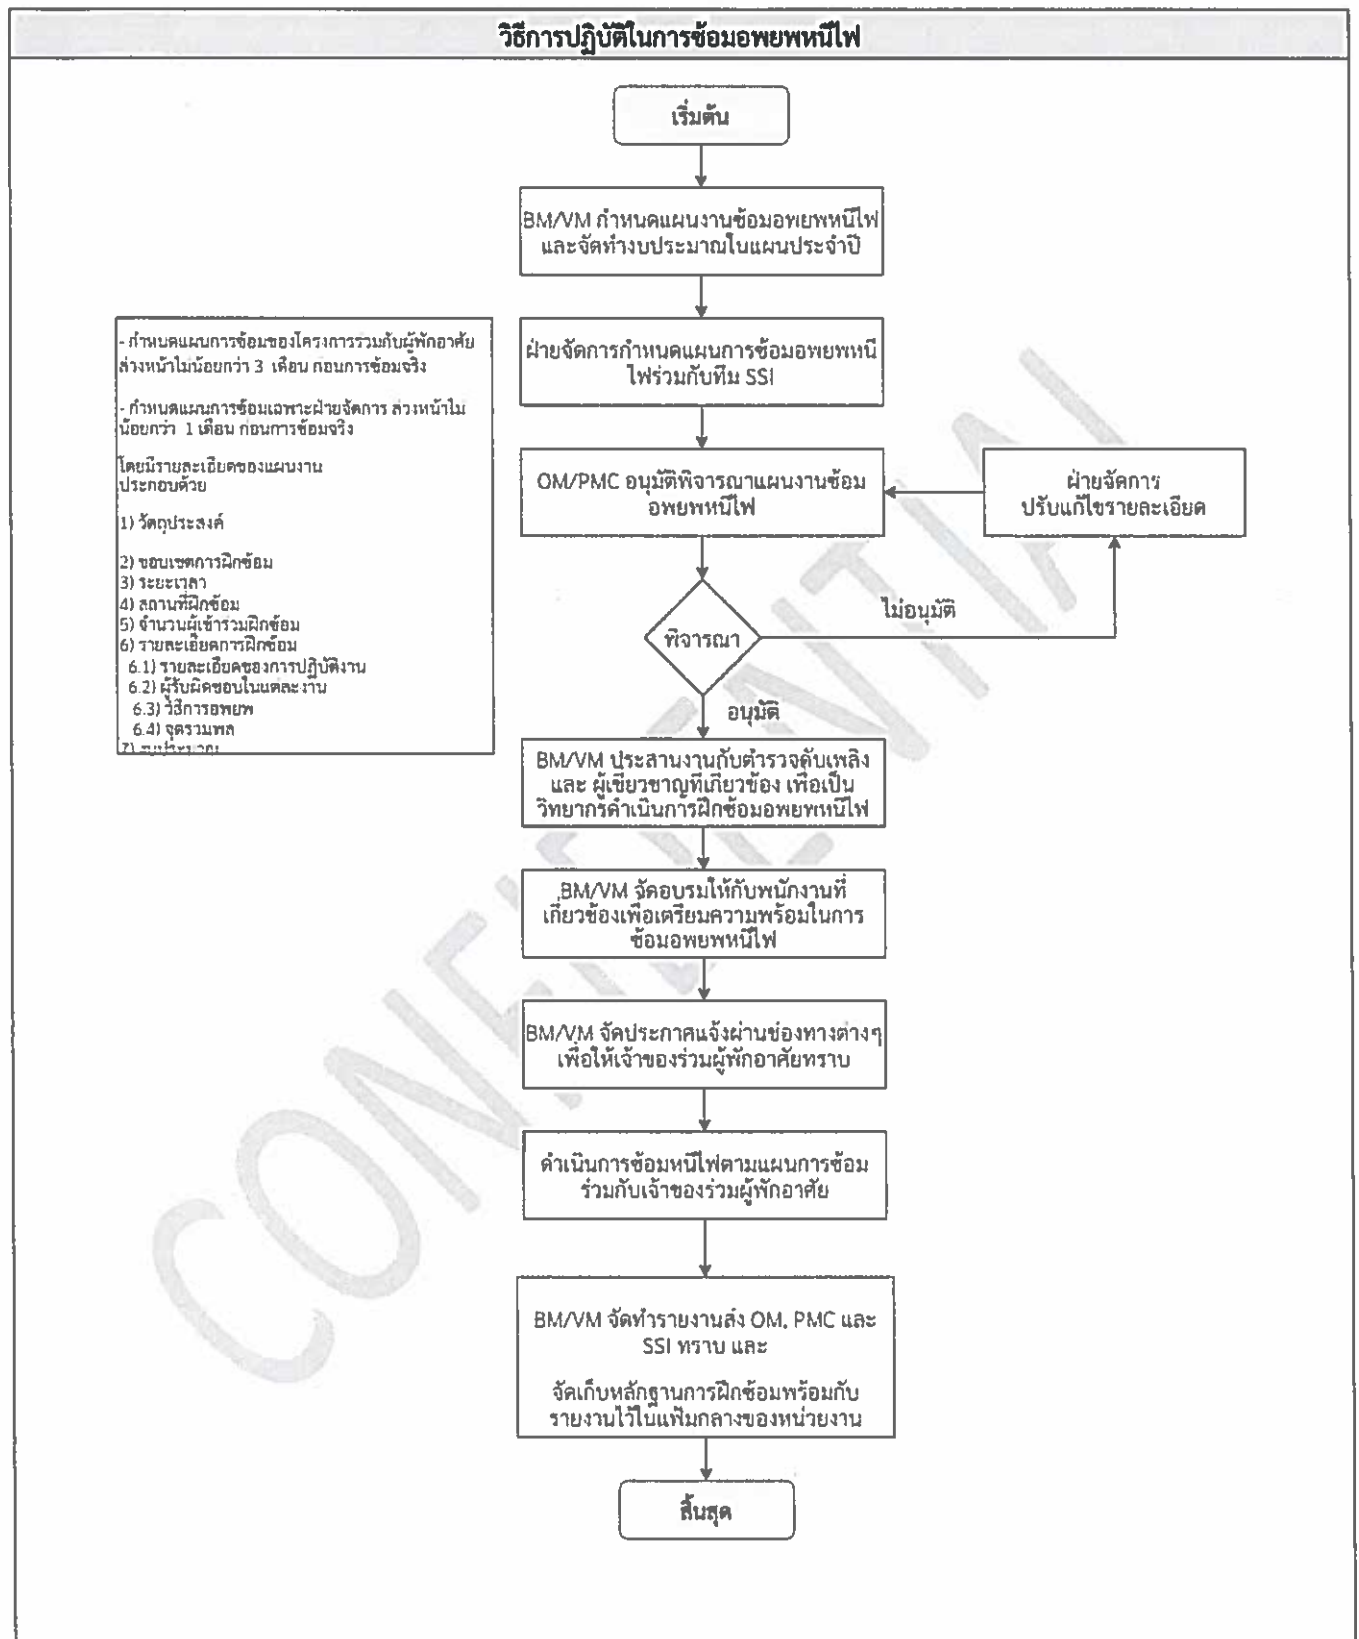 วิธีการปฏิบัติในการซ้อมอพยพหนีไฟ
เริ่มต้น
BM/VM กำหนดแผนงานซ้อมอพยพหนีไฟ
และจัดทำงบประมาณในแผนประจำปี
- กำหนดแผนการซ้อมของโครงการร่วมกับผู้พักอาศัย
ล่วงหน้าไม่น้อยกว่า 3 เดือน ก่อนการซ้อมจริง
- กำหนดแผนการซ้อมเฉพาะฝ่ายจัดการ ล่วงหน้าไม่
น้อยกว่า 1 เดือน ก่อนการซ้อมจริง
โดยมีรายละเอียดของแผนงาน
ประกอบด้วย
1) วัตถุประสงค์
2) ขอบเขตการฝึกซ้อม
3) ระยะเวลา
4) สถานที่ฝึกซ้อม
5) จำนวนผู้เข้าร่วมฝึกซ้อม
6) รายละเอียดการฝึกซ้อม
6.1) รายละเอียดของการปฏิบัติงาน
6.2) ผู้รับผิดชอบในแต่ละงาน
6.3) วิธีการอพยพ
6.4) จุดรวมพล
7) งบประมาณ
ฝ่ายจัดการกำหนดแผนการซ้อมอพยพหนี
ไฟร่วมกับทีม SSI
OM/PMC อนุมัติพิจารณาแผนงานซ้อม
อพยพหนีไฟ
ฝ่ายจัดการ
ปรับแก้ไขรายละเอียด
พิจารณา
ไม่อนุมัติ
อนุมัติ
BM/VM ประสานงานกับตำรวจดับเพลิง
และ ผู้เชี่ยวชาญที่เกี่ยวข้อง เพื่อเป็น
วิทยากรดำเนินการฝึกซ้อมอพยพหนีไฟ
BM/VM จัดอบรมให้กับพนักงานที่
เกี่ยวข้องเพื่อเตรียมความพร้อมในการ
ซ้อมอพยพหนีไฟ
BM/VM จัดประกาศแจ้งผ่านช่องทางต่างๆ
เพื่อให้เจ้าของร่วมผู้พักอาศัยทราบ
ดำเนินการซ้อมหนีไฟตามแผนการซ้อม
ร่วมกับเจ้าของร่วมผู้พักอาศัย
BM/VM จัดทำรายงานส่ง OM, PMC และ
SSI ทราบ และ
จัดเก็บหลักฐานการฝึกซ้อมพร้อมกับ
รายงานไว้ในแฟ้มกลางของหน่วยงาน
สิ้นสุด
CONFIDENTIAL